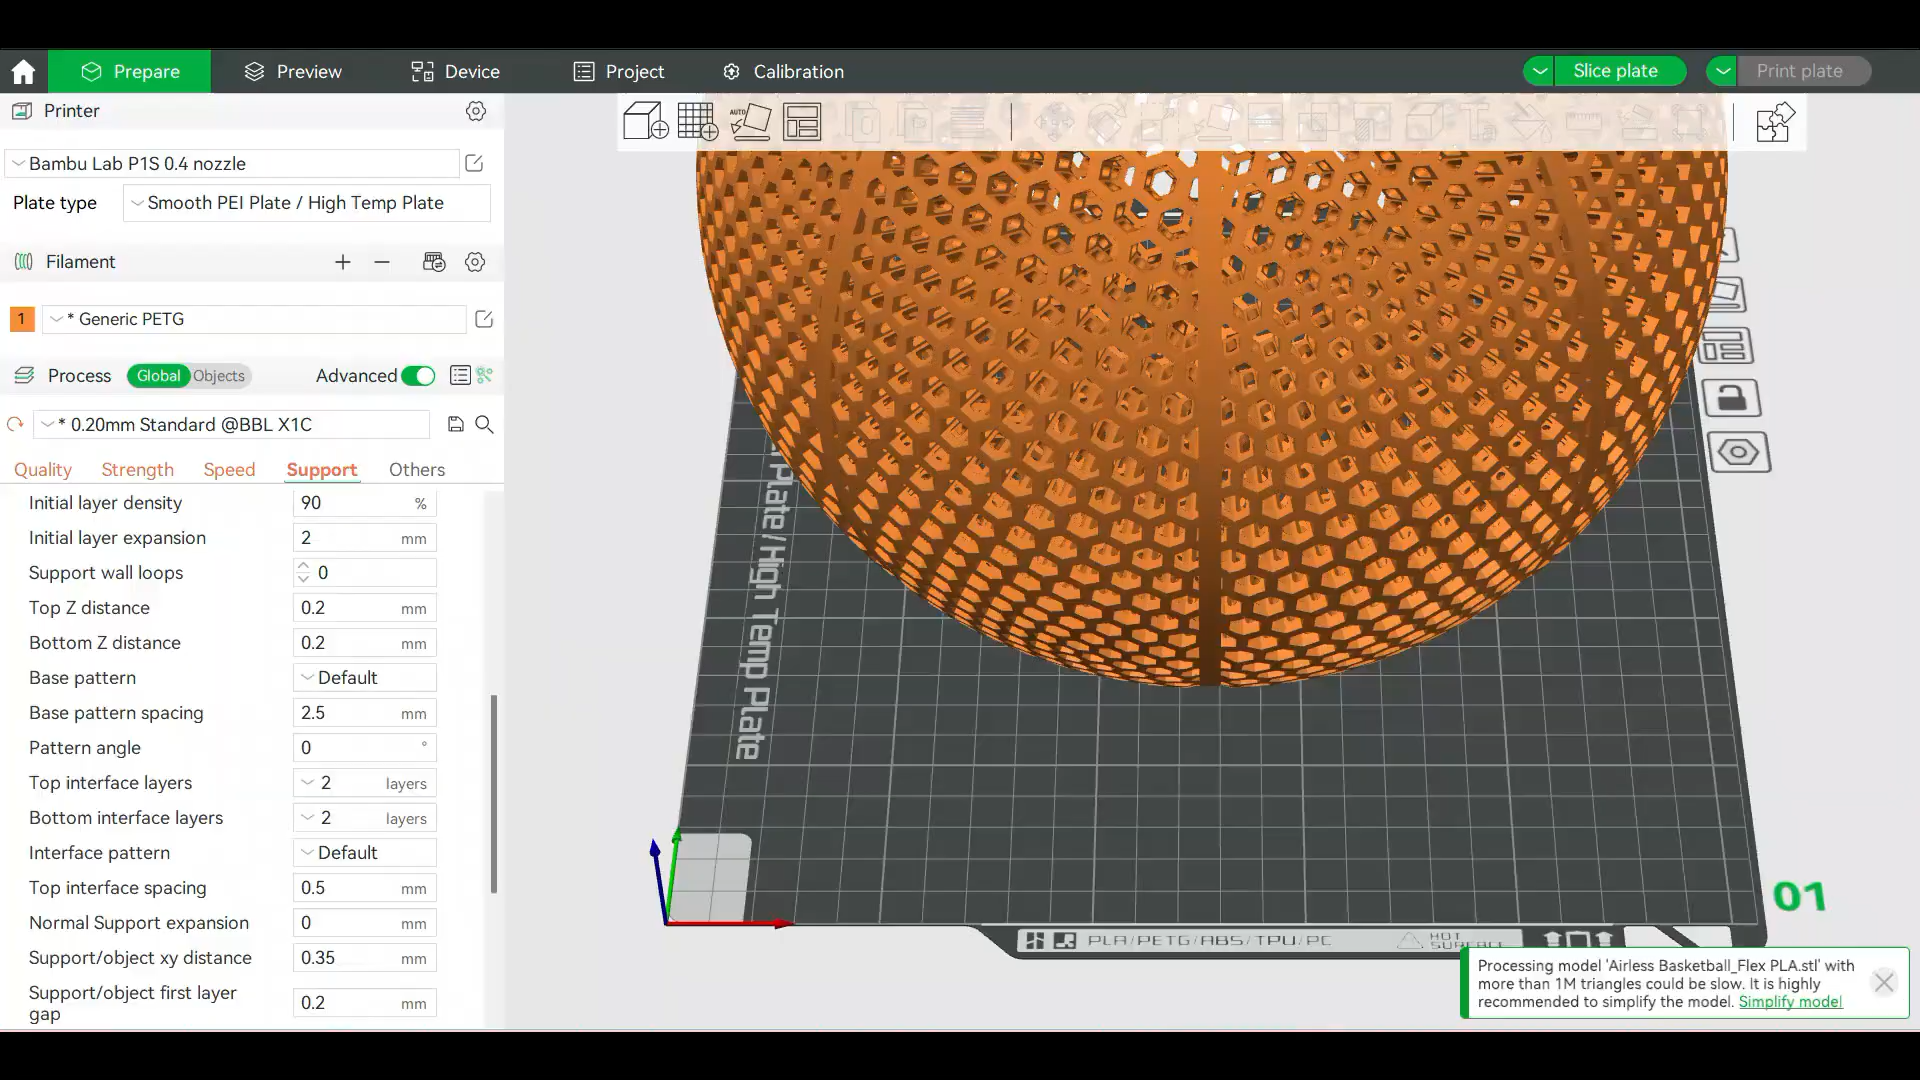 Prepare
Preview
Device
Project
Calibration
Slice plate
Print plate
Printer
Bambu Lab P1S 0.4 nozzle
Plate type
Smooth PEI Plate / High Temp Plate
Filament
1
* Generic PETG
Process
Global
Objects
Advanced
* 0.20mm Standard @BBL X1C
Quality
Strength
Speed
Support
Others
Initial layer density
90 %
Initial layer expansion
2 mm
Support wall loops
0
Top Z distance
0.2 mm
Bottom Z distance
0.2 mm
Base pattern
Default
Base pattern spacing
2.5 mm
Pattern angle
0 °
Top interface layers
2 layers
Bottom interface layers
2 layers
Interface pattern
Default
Top interface spacing
0.5 mm
Normal Support expansion
0 mm
Support/object xy distance
0.35 mm
Support/object first layer
gap
0.2 mm
AUTO
Plate / High Temp Plate
01
PLA/PETG/ABS/TPU/PC
HOT
SURFACE
Processing model 'Airless Basketball_Flex PLA.stl' with
more than 1M triangles could be slow. It is highly
recommended to simplify the model. Simplify model